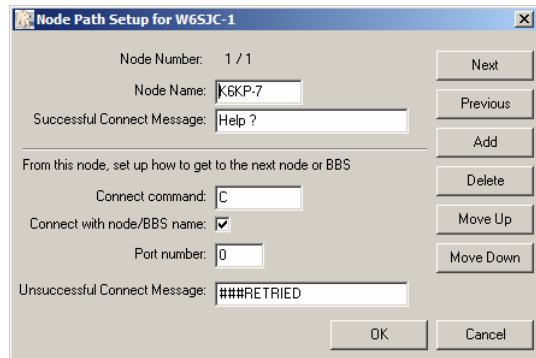 Node Path Setup for W6SJC-1
Node Number: 1 / 1
Next
Node Name: K6KP-7
Previous
Successful Connect Message: Help ?
Add
From this node, set up how to get to the next node or BBS
Delete
Connect command: C
Connect with node/BBS name:
Move Up
Port number: 0
Move Down
Unsuccessful Connect Message: ###RETRIED
OK
Cancel